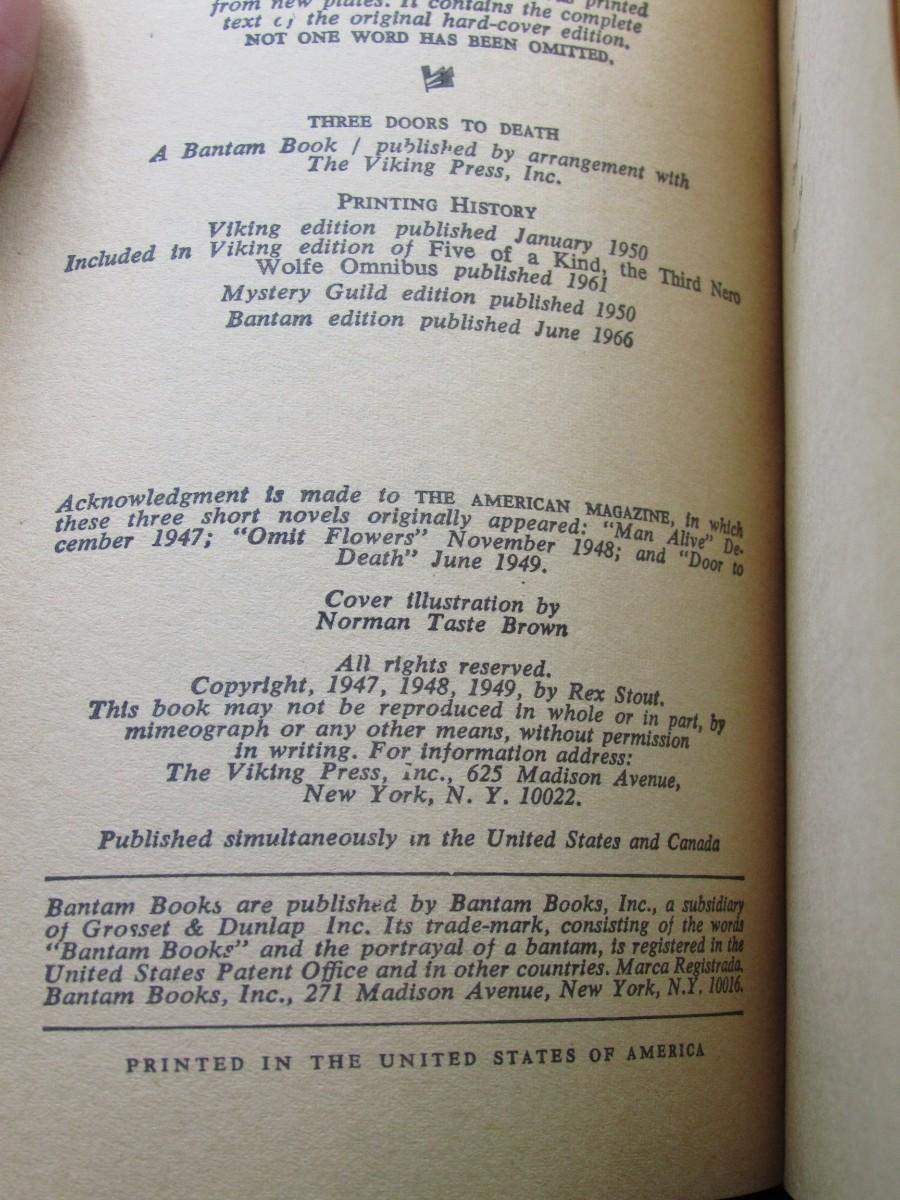 printed
from new plates. It contains the complete
text of the original hard-cover edition.
NOT ONE WORD HAS BEEN OMITTED.
THREE DOORS TO DEATH
A Bantam Book / published by arrangement with
The Viking Press, Inc.
PRINTING HISTORY
Viking edition published January 1950
Included in Viking edition of Five of a Kind, the Third Nero
Wolfe Omnibus published 1961
Mystery Guild edition published 1950
Bantam edition published June 1966
Acknowledgment is made to THE AMERICAN MAGAZINE, in which
these three short novels originally appeared: "Man Alive" De-
cember 1947; "Omit Flowers" November 1948; and "Door to
Death" June 1949.
Cover illustration by
Norman Taste Brown
All rights reserved.
Copyright, 1947, 1948, 1949, by Rex Stout.
This book may not be reproduced in whole or in part, by
mimeograph or any other means, without permission
in writing. For information address:
The Viking Press, Inc., 625 Madison Avenue,
New York, N. Y. 10022.
Published simultaneously in the United States and Canada
Bantam Books are published by Bantam Books, Inc., a subsidiary
of Grosset & Dunlap Inc. Its trade-mark, consisting of the words
"Bantam Books" and the portrayal of a bantam, is registered in the
United States Patent Office and in other countries. Marca Registrada.
Bantam Books, Inc., 271 Madison Avenue, New York, N.Y. 10016.
PRINTED IN THE UNITED STATES OF AMERICA